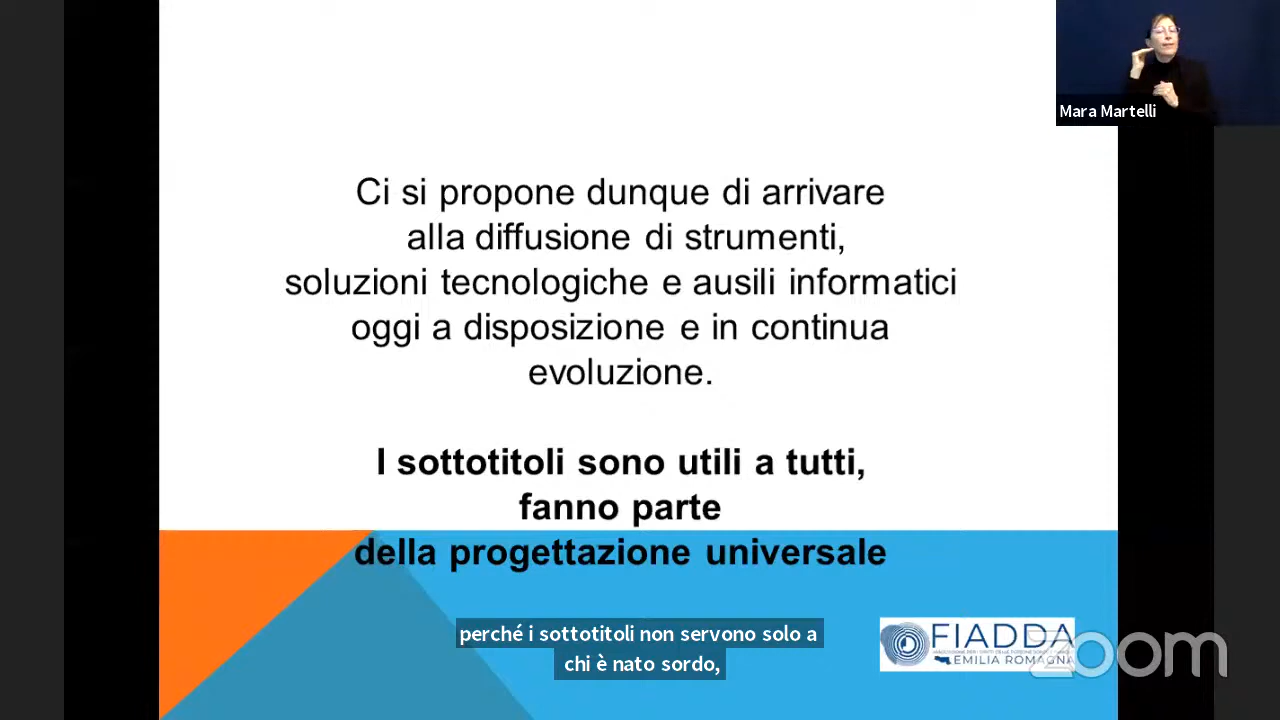 Mara Martelli
Ci si propone dunque di arrivare
alla diffusione di strumenti,
soluzioni tecnologiche e ausili informatici
oggi a disposizione e in continua
evoluzione.
I sottotitoli sono utili a tutti,
fanno parte
della progettazione universale
perché i sottotitoli non servono solo a
chi è nato sordo,
FIADDA
EMILIA ROMAGNA
zoom